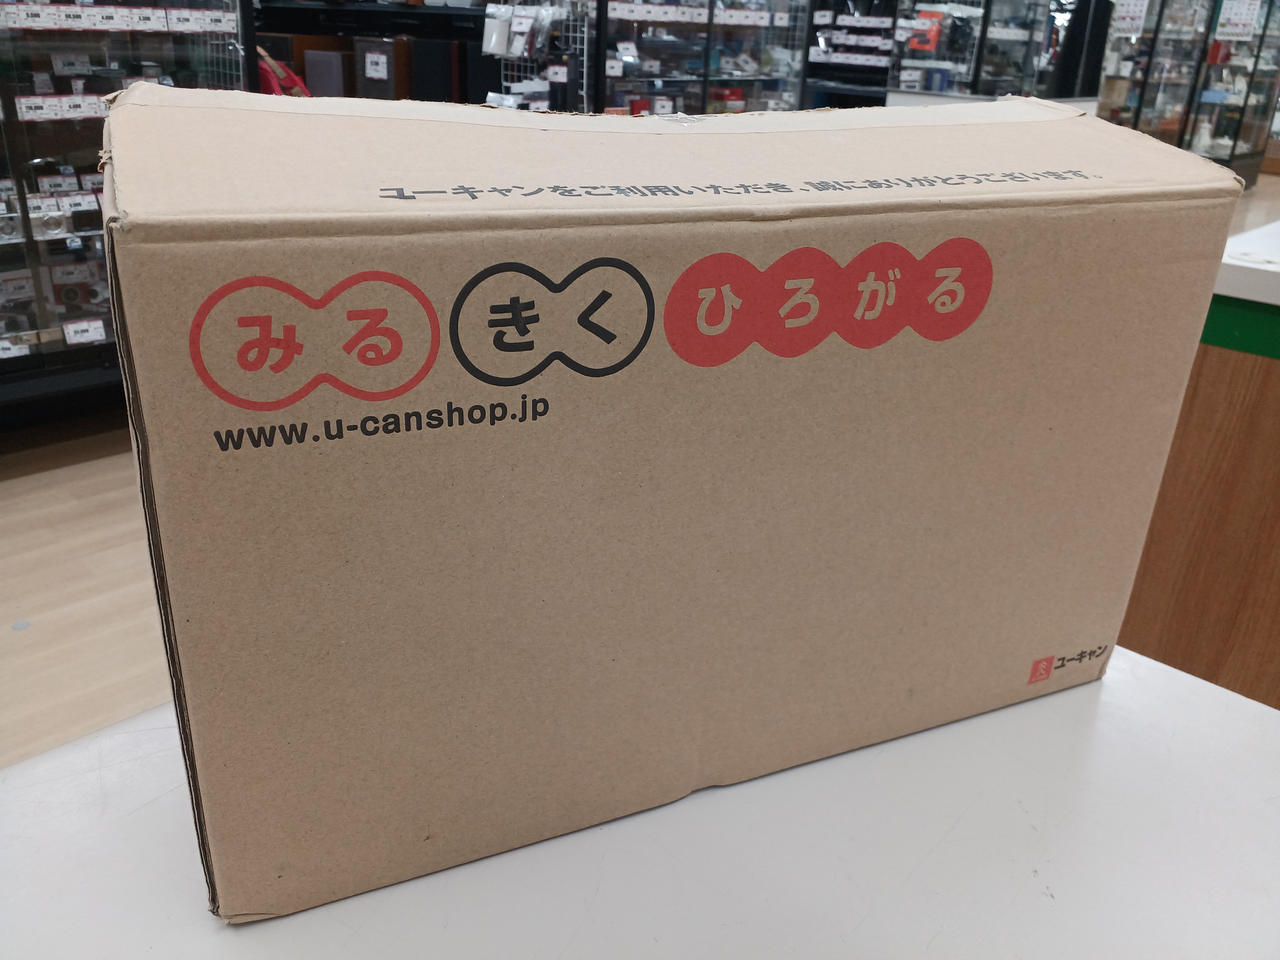 ユーキャンをご利用いただき、誠にありがとうございます。
みる きく ひろがる
www.u-canshop.jp
ユーキャン